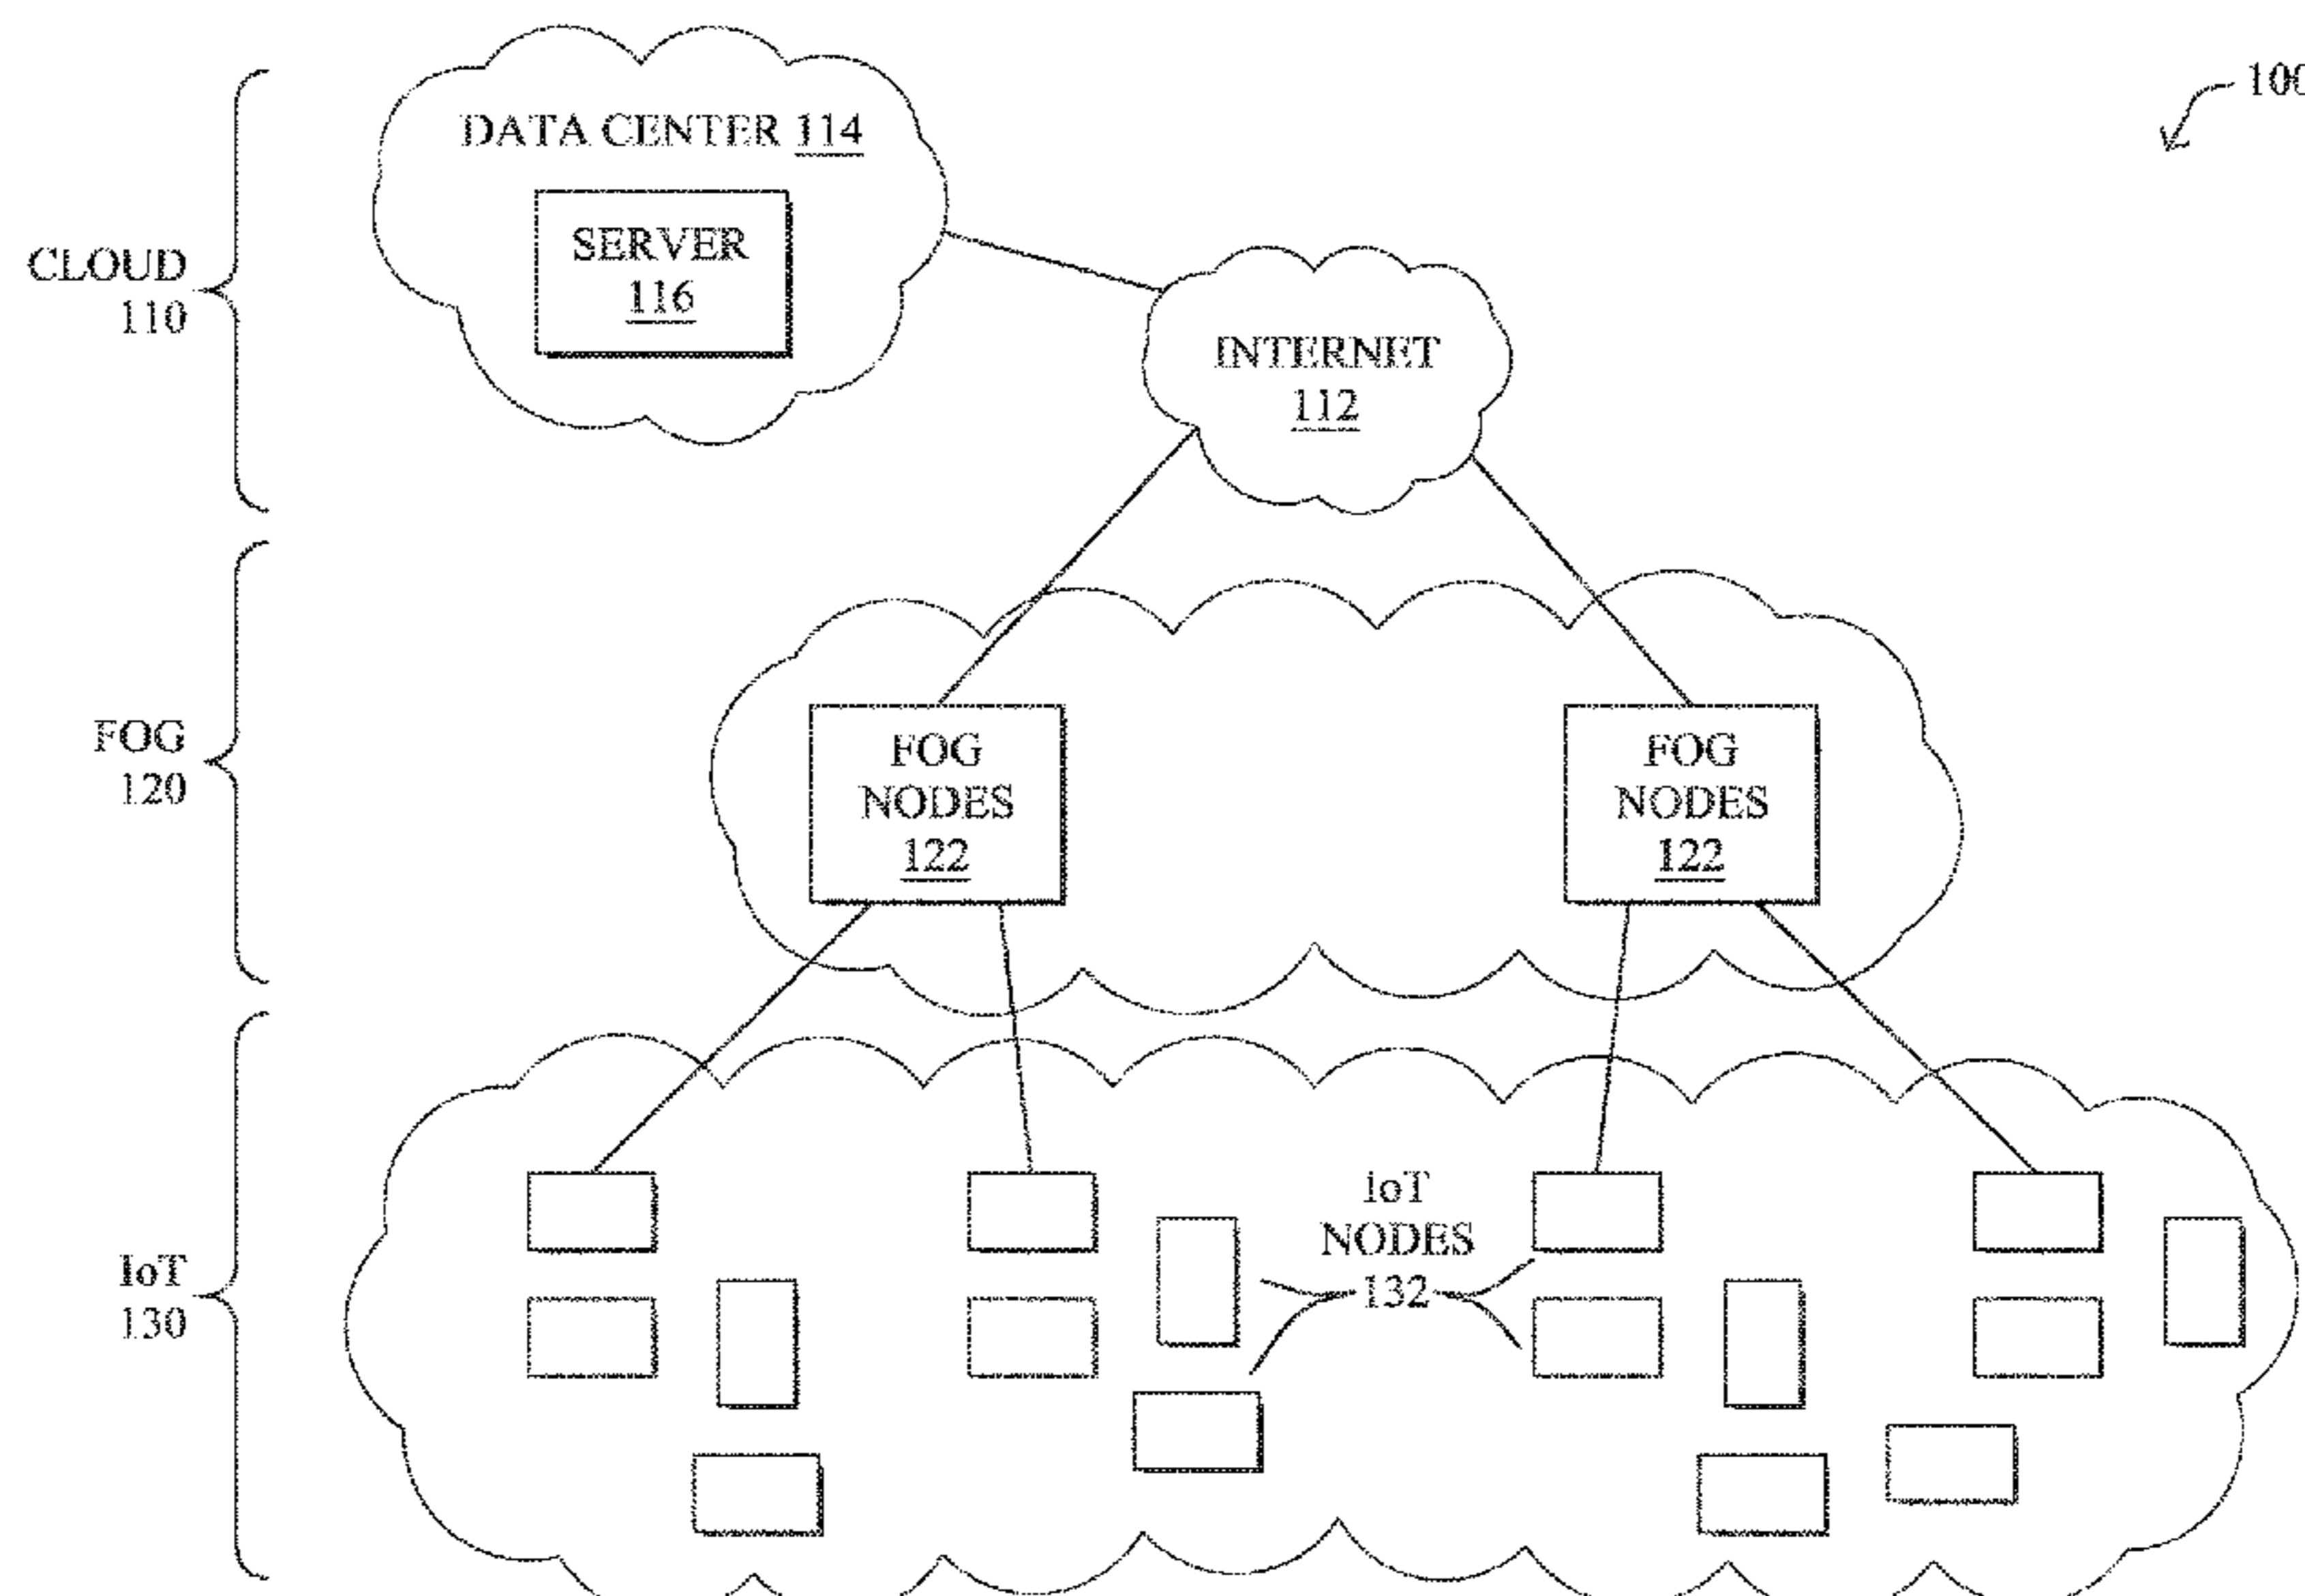 100
DATA CENTER 114
SERVER
116
CLOUD
110
INTERNET
112
FOG
120
FOG
NODES
122
FOG
NODES
122
IoT
130
IoT
NODES
132